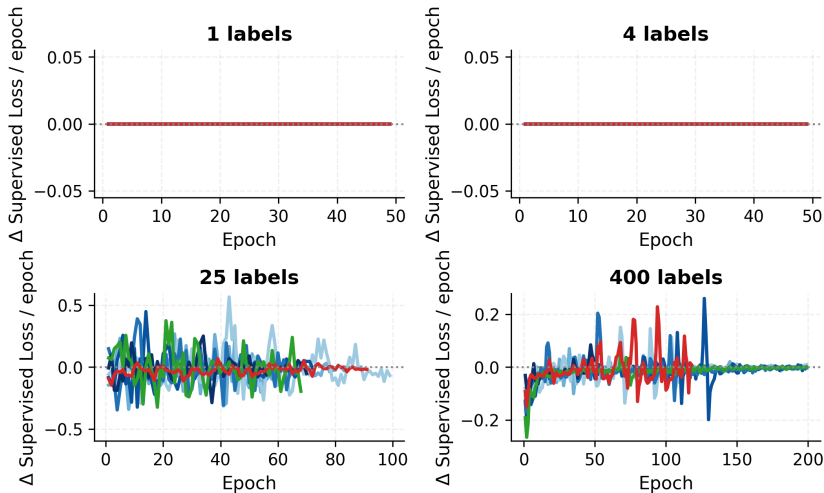 1 labels
Δ Supervised Loss / epoch
0.05
0.00
−0.05
0
10
20
30
40
50
Epoch
4 labels
Δ Supervised Loss / epoch
0.05
0.00
−0.05
0
10
20
30
40
50
Epoch
25 labels
Δ Supervised Loss / epoch
0.5
0.0
−0.5
0
20
40
60
80
100
Epoch
400 labels
Δ Supervised Loss / epoch
0.2
0.0
−0.2
0
50
100
150
200
Epoch